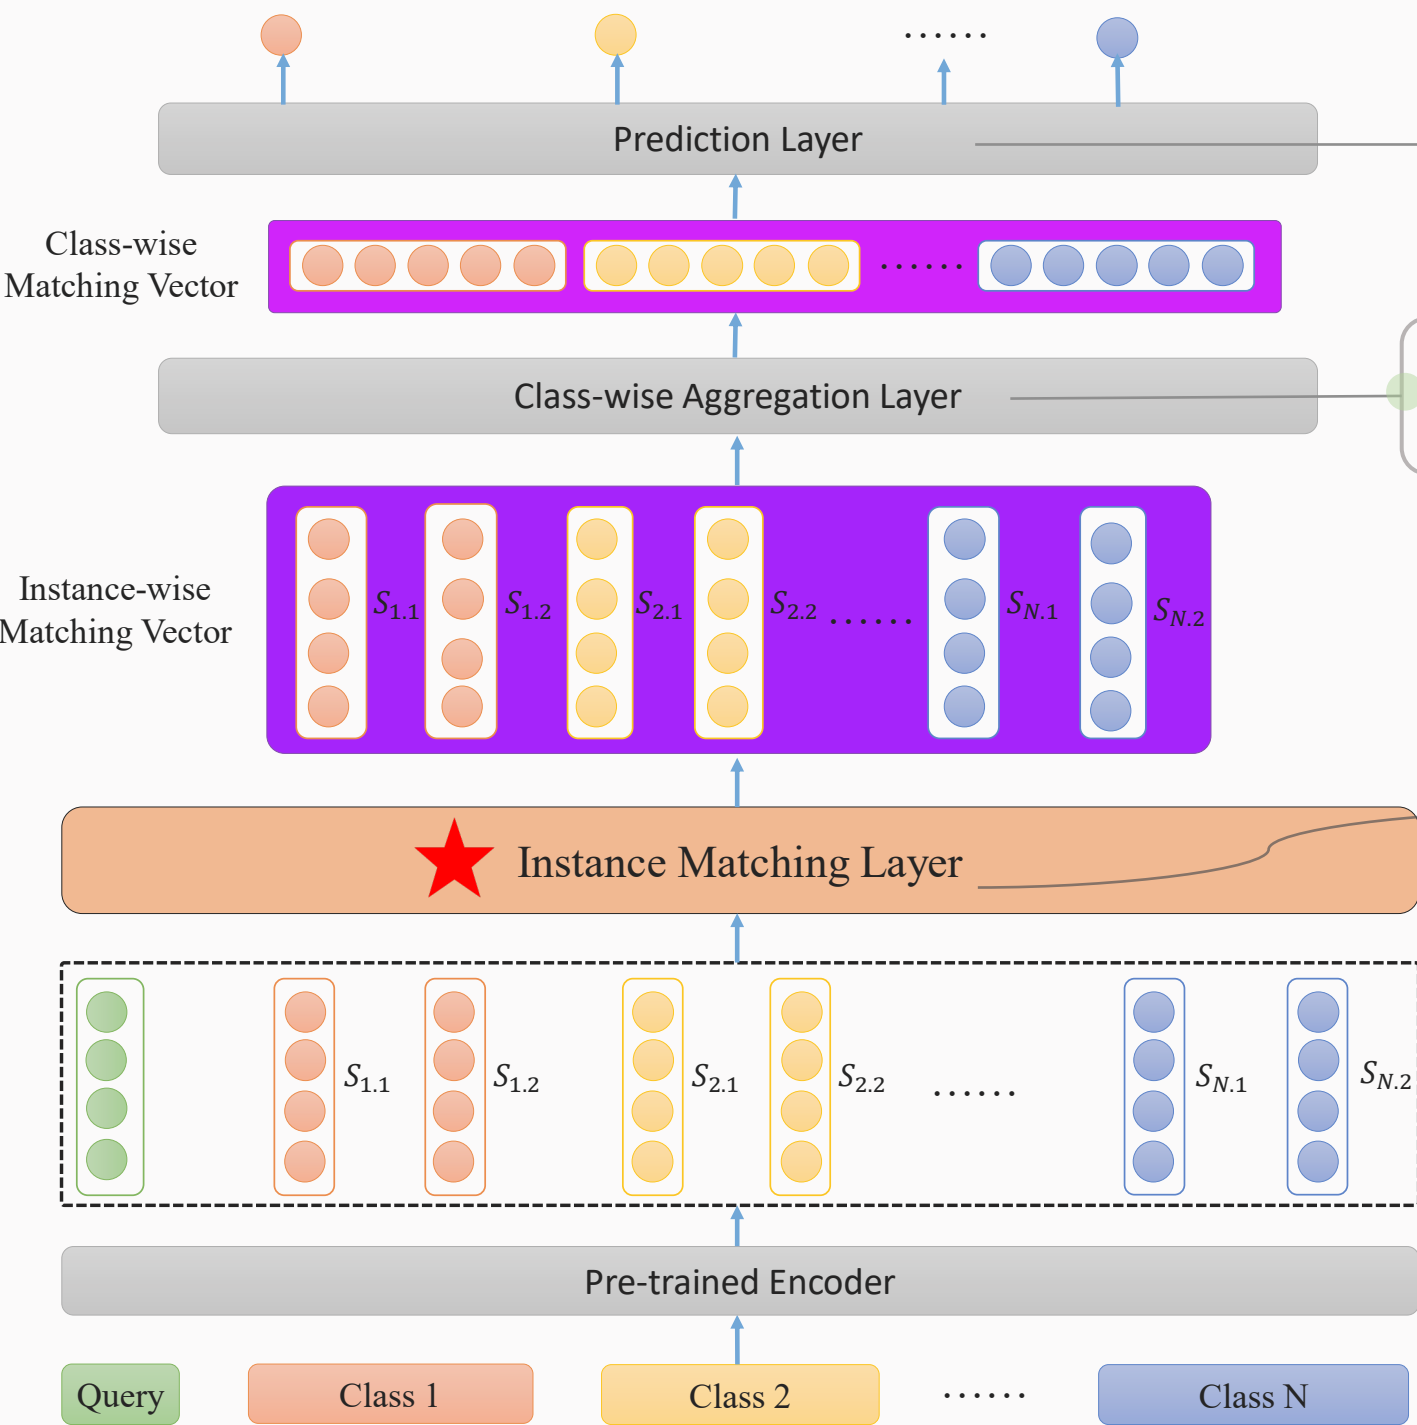 ......
Prediction Layer
Class-wise
Matching Vector
......
Class-wise Aggregation Layer
Instance-wise
Matching Vector
S1.1 S1.2 S2.1 S2.2 ...... SN.1 SN.2
Instance Matching Layer
S1.1 S1.2 S2.1 S2.2 ...... SN.1 SN.2
Pre-trained Encoder
Query Class 1 Class 2 ...... Class N